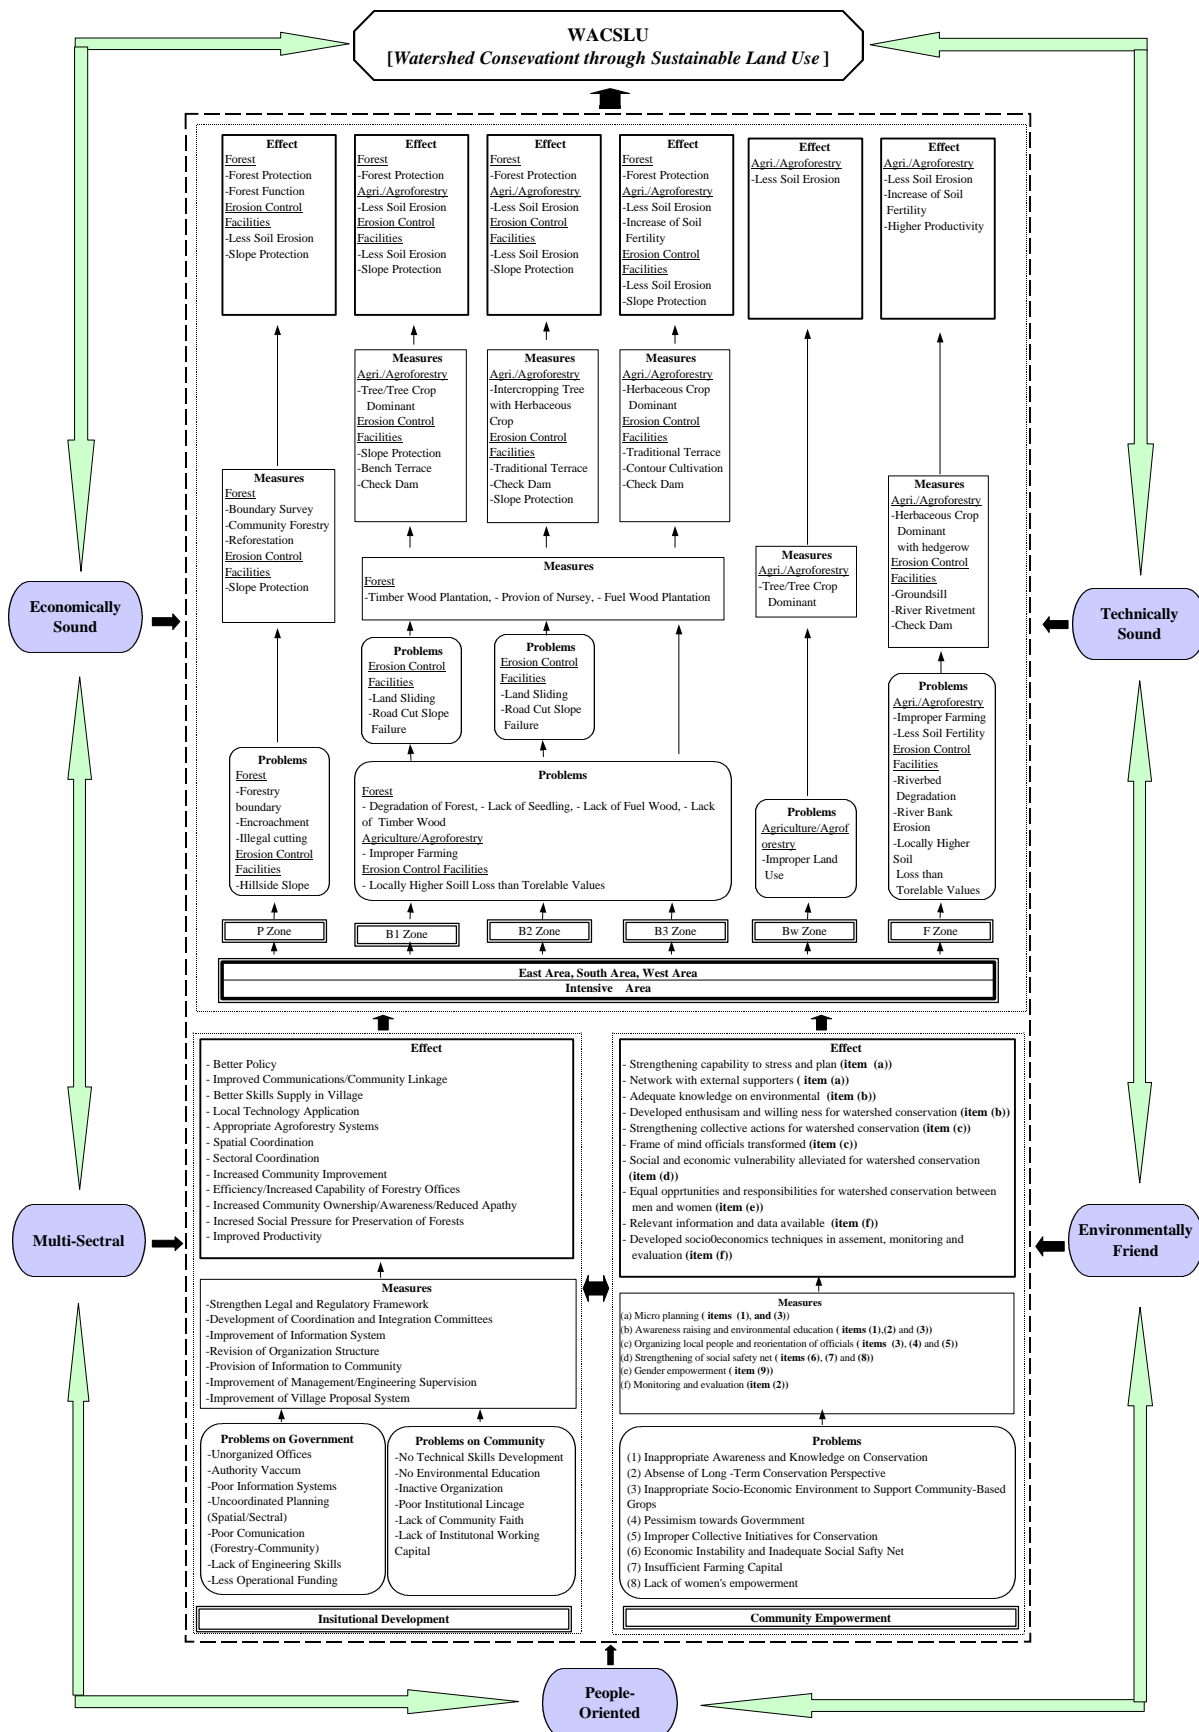 WACSLU
[Watershed Consevationt through Sustainable Land Use ]
Effect
Forest
-Forest Protection
-Forest Function
Erosion Control
Facilities
-Less Soil Erosion
-Slope Protection
Effect
Forest
-Forest Protection
Agri./Agroforestry
-Less Soil Erosion
Erosion Control
Facilities
-Less Soil Erosion
-Slope Protection
Effect
Forest
-Forest Protection
Agri./Agroforestry
-Less Soil Erosion
Erosion Control
Facilities
-Less Soil Erosion
-Slope Protection
Effect
Forest
-Forest Protection
Agri./Agroforestry
-Less Soil Erosion
-Increase of Soil
Fertility
Erosion Control
Facilities
-Less Soil Erosion
-Slope Protection
Effect
Agri./Agroforestry
-Less Soil Erosion
Effect
Agri./Agroforestry
-Less Soil Erosion
-Increase of Soil
Fertility
-Higher Productivity
Measures
Forest
-Boundary Survey
-Community Forestry
-Reforestation
Erosion Control
Facilities
-Slope Protection
Measures
Agri./Agroforestry
-Tree/Tree Crop
Dominant
Erosion Control
Facilities
-Slope Protection
-Bench Terrace
-Check Dam
Measures
Agri./Agroforestry
-Intercropping Tree
with Herbaceous
Crop
Erosion Control
Facilities
-Traditional Terrace
-Check Dam
-Slope Protection
Measures
Agri./Agroforestry
-Herbaceous Crop
Dominant
Erosion Control
Facilities
-Traditional Terrace
-Contour Cultivation
-Check Dam
Measures
Forest
-Timber Wood Plantation, - Provion of Nursey, - Fuel Wood Plantation
Measures
Agri./Agroforestry
-Tree/Tree Crop
Dominant
Measures
Agri./Agroforestry
-Herbaceous Crop
Dominant
with hedgerow
Erosion Control
Facilities
-Groundsill
-River Rivetment
-Check Dam
Economically
Sound
Technically
Sound
Problems
Erosion Control
Facilities
-Land Sliding
-Road Cut Slope
Failure
Problems
Erosion Control
Facilities
-Land Sliding
-Road Cut Slope
Failure
Problems
Forest
-Forestry
boundary
-Encroachment
-Illegal cutting
Erosion Control
Facilities
-Hillside Slope
Problems
Forest
- Degradation of Forest, - Lack of Seedling, - Lack of Fuel Wood, - Lack
of Timber Wood
Agriculture/Agroforestry
- Improper Farming
Erosion Control Facilities
- Locally Higher Soill Loss than Torelable Values
Problems
Agriculture/Agrof
orestry
-Improper Land
Use
Problems
Agri./Agroforestry
-Improper Farming
-Less Soil Fertility
Erosion Control
Facilities
-Riverbed
Degradation
-River Bank
Erosion
-Locally Higher
Soil
Loss than
Torelable Values
P Zone
B1 Zone
B2 Zone
B3 Zone
Bw Zone
F Zone
East Area, South Area, West Area
Intensive Area
Effect
- Better Policy
- Improved Communications/Community Linkage
- Better Skills Supply in Village
- Local Technology Application
- Appropriate Agroforestry Systems
- Spatial Coordination
- Sectoral Coordination
- Increased Community Improvement
- Efficiency/Increased Capability of Forestry Offices
- Increased Community Ownership/Awareness/Reduced Apathy
- Incresed Social Pressure for Preservation of Forests
- Improved Productivity
Effect
- Strengthening capability to stress and plan (item (a))
- Network with external supporters ( item (a))
- Adequate knowledge on environmental (item (b))
- Developed enthusisam and willing ness for watershed conservation (item (b))
- Strengthening collective actions for watershed conservation (item (c))
- Frame of mind officials transformed (item (c))
- Social and economic vulnerability alleviated for watershed conservation
(item (d))
- Equal opprtunities and responsibilities for watershed conservation between
men and women (item (e))
- Relevant information and data available (item (f))
- Developed socio0economics techniques in assement, monitoring and
evaluation (item (f))
Multi-Sectral
Environmentally
Friend
Measures
-Strengthen Legal and Regulatory Framework
-Development of Coordination and Integration Committees
-Improvement of Information System
-Revision of Organization Structure
-Provision of Information to Community
-Improvement of Management/Engineering Supervision
-Improvement of Village Proposal System
Measures
(a) Micro planning ( items (1), and (3))
(b) Awareness raising and environmental education ( items (1),(2) and (3))
(c) Organizing local people and reorientation of officials ( items (3), (4) and (5))
(d) Strengthening of social safety net ( items (6), (7) and (8))
(e) Gender empowerment ( item (9))
(f) Monitoring and evaluation (item (2))
Problems on Government
-Unorganized Offices
-Authority Vaccum
-Poor Information Systems
-Uncoordinated Planning
(Spatial/Sectral)
-Poor Comunication
(Forestry-Community)
-Lack of Engineering Skills
-Less Operational Funding
Problems on Community
-No Technical Skills Development
-No Environmental Education
-Inactive Organization
-Poor Institutional Lincage
-Lack of Community Faith
-Lack of Institutonal Working
Capital
Problems
(1) Inappropriate Awareness and Knowledge on Conservation
(2) Absense of Long -Term Conservation Perspective
(3) Inappropriate Socio-Economic Environment to Support Community-Based
Grops
(4) Pessimism towards Government
(5) Improper Collective Initiatives for Conservation
(6) Economic Instability and Inadequate Social Safty Net
(7) Insufficient Farming Capital
(8) Lack of women's empowerment
Insitutional Development
Community Empowerment
People-
Oriented